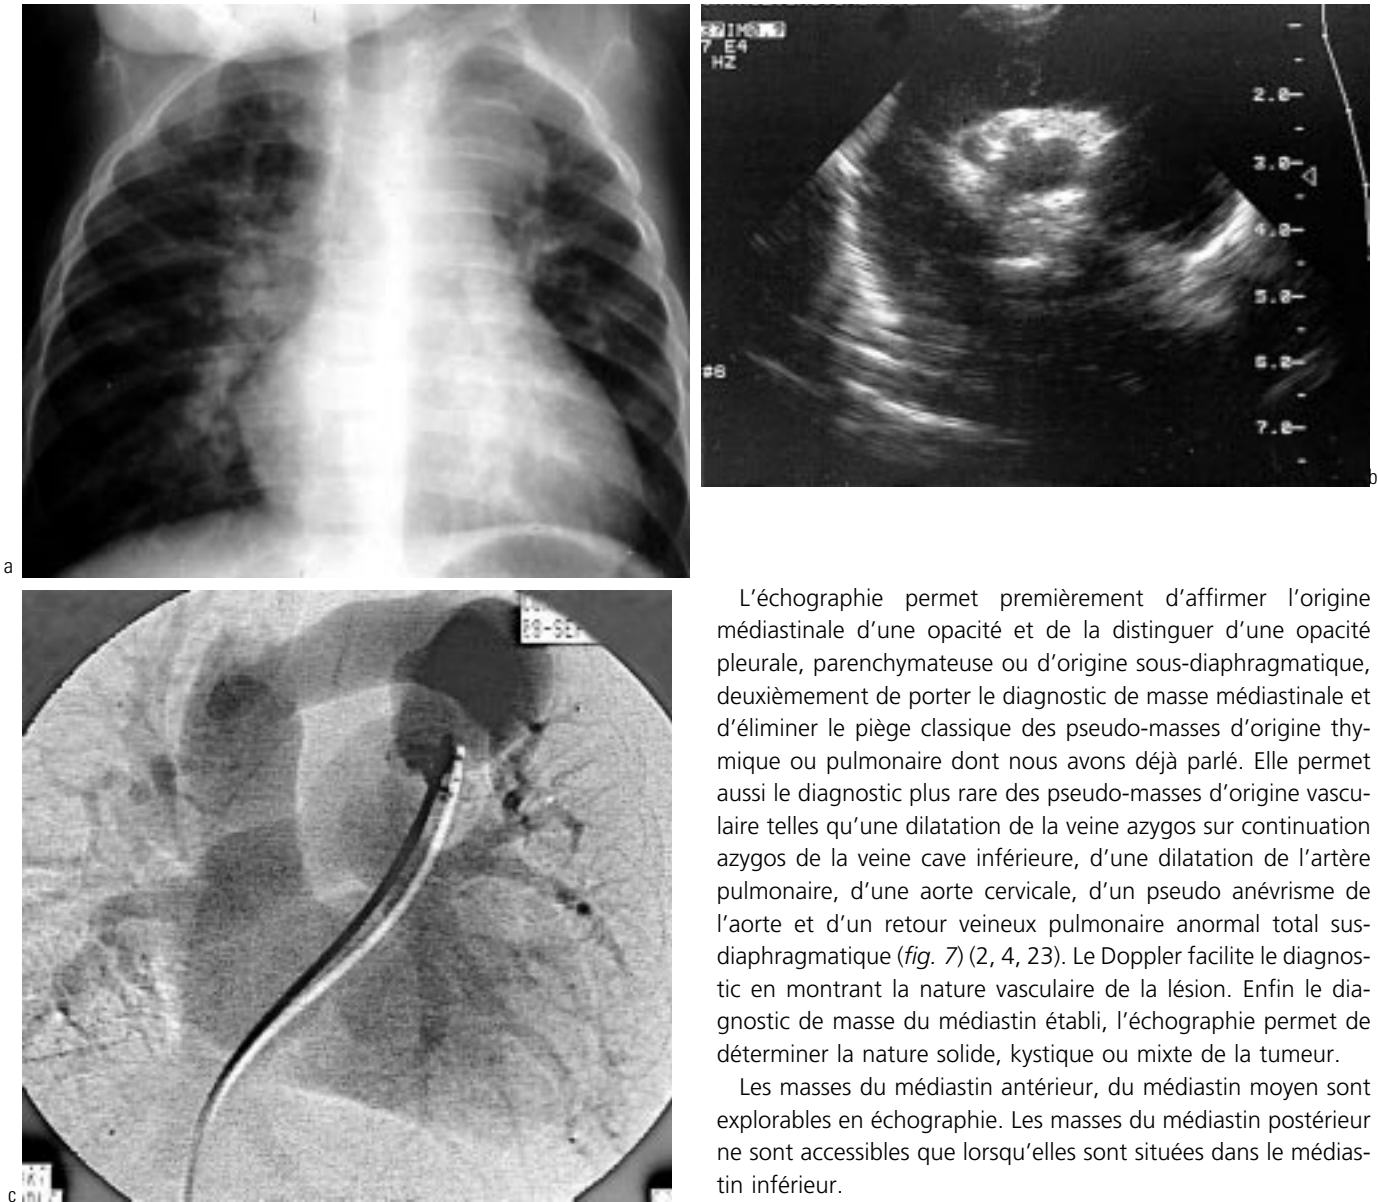 37IM0.9
7 E4
HZ
2.0
3.0
4.0
5.0
6.0
#6
7.0
b
a
L'échographie permet premièrement d'affirmer l'origine
médiastinale d'une opacité et de la distinguer d'une opacité
pleurale, parenchymateuse ou d'origine sous-diaphragmatique,
deuxièmement de porter le diagnostic de masse médiastinale et
d'éliminer le piège classique des pseudo-masses d'origine thy-
mique ou pulmonaire dont nous avons déjà parlé. Elle permet
aussi le diagnostic plus rare des pseudo-masses d'origine vascu-
laire telles qu'une dilatation de la veine azygos sur continuation
azygos de la veine cave inférieure, d'une dilatation de l'artère
pulmonaire, d'une aorte cervicale, d'un pseudo anévrisme de
l'aorte et d'un retour veineux pulmonaire anormal total sus-
diaphragmatique (fig. 7) (2, 4, 23). Le Doppler facilite le diagnos-
tic en montrant la nature vasculaire de la lésion. Enfin le dia-
gnostic de masse du médiastin établi, l'échographie permet de
déterminer la nature solide, kystique ou mixte de la tumeur.
Les masses du médiastin antérieur, du médiastin moyen sont
explorables en échographie. Les masses du médiastin postérieur
ne sont accessibles que lorsqu'elles sont situées dans le médias-
tin inférieur.
c